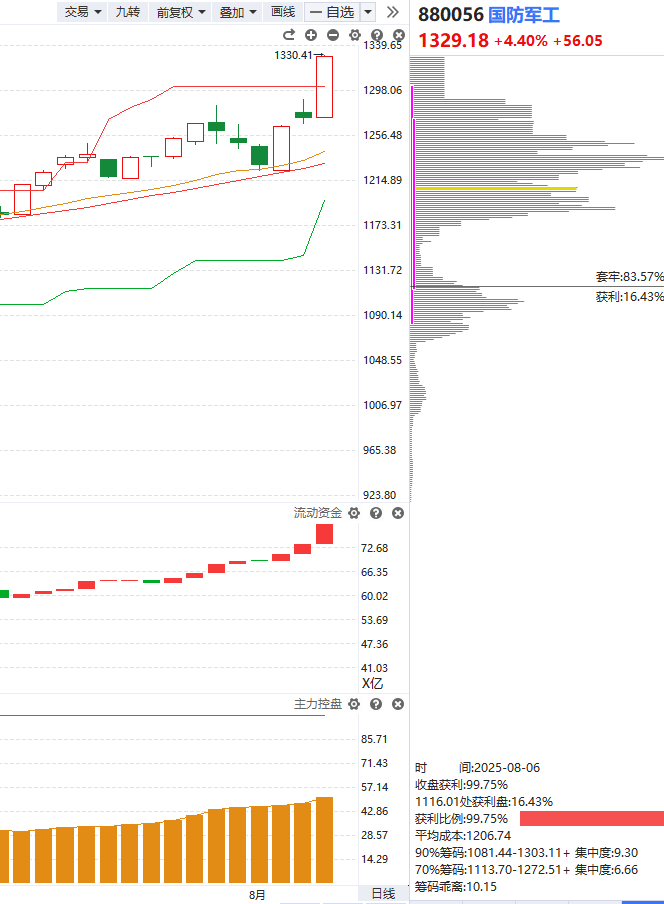 交易 九转 前复权 叠加 画线 一 自选
880056 国防军工
1329.18 +4.40% +56.05
1339.65
1330.41
1298.06
1256.48
1214.89
1173.31
1131.72
1090.14
1048.55
1006.97
965.38
923.80
套牢:83.57%
获利:16.43%
流动资金
72.68
66.35
60.02
53.69
47.36
41.03
X亿
主力控盘
85.71
71.43
57.14
42.86
28.57
14.29
8月 日线
时 间:2025-08-06
收盘获利:99.75%
1116.01处获利盘:16.43%
获利比例:99.75%
平均成本:1206.74
90%筹码:1081.44-1303.11+ 集中度:9.30
70%筹码:1113.70-1272.51+ 集中度:6.66
筹码乖离:10.15